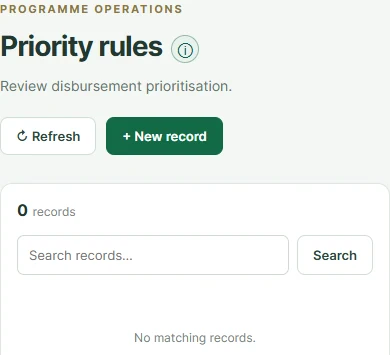 PROGRAMME OPERATIONS
Priority rules ⓘ
Review disbursement prioritisation.
↻ Refresh
+ New record
0 records
Search records...
Search
No matching records.